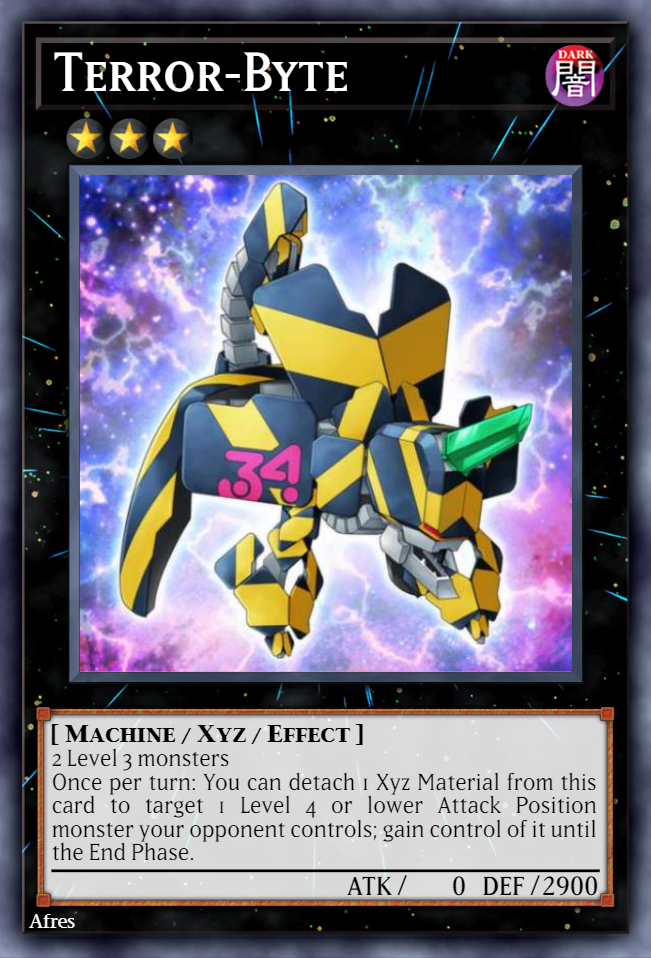 Terror-Byte
DARK
闇
34
[ Machine / Xyz / Effect ]
2 Level 3 monsters
Once per turn: You can detach 1 Xyz Material from this
card to target 1 Level 4 or lower Attack Position
monster your opponent controls; gain control of it until
the End Phase.
ATK / 0 DEF / 2900
Afres